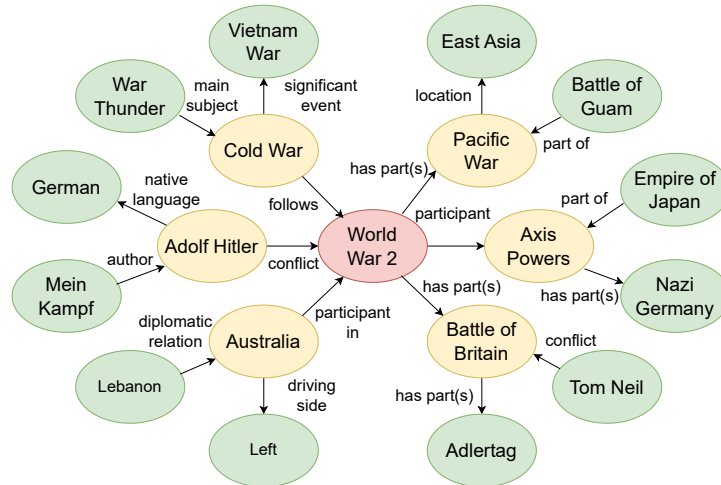 Vietnam
War
East Asia
War
Thunder
main
subject
significant
event
location
Battle of
Guam
Cold War
Pacific
War
part of
native
language
German
has part(s)
follows
participant
part of
Empire of
Japan
Adolf Hitler
World
War 2
Axis
Powers
author
conflict
Mein
Kampf
has part(s)
has part(s)
Nazi
Germany
diplomatic
relation
participant
in
Australia
Battle of
Britain
conflict
Lebanon
driving
side
has part(s)
Tom Neil
Left
Adlertag